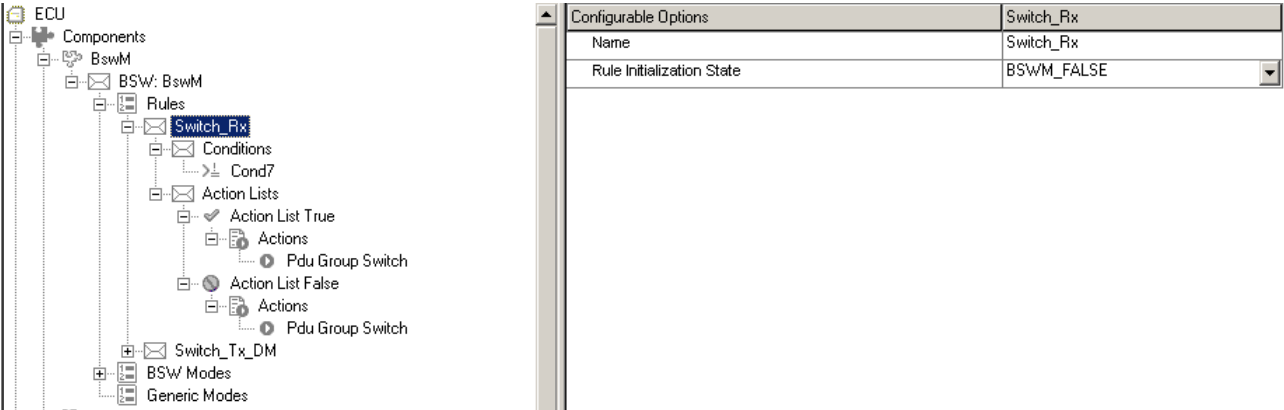 ECU
Components
BswM
BSW: BswM
Rules
Switch_Rx
Conditions
Cond7
Action Lists
Action List True
Actions
Pdu Group Switch
Action List False
Actions
Pdu Group Switch
Switch_Tx_DM
BSW Modes
Generic Modes
Configurable Options Switch_Rx
Name Switch_Rx
Rule Initialization State BSWM_FALSE